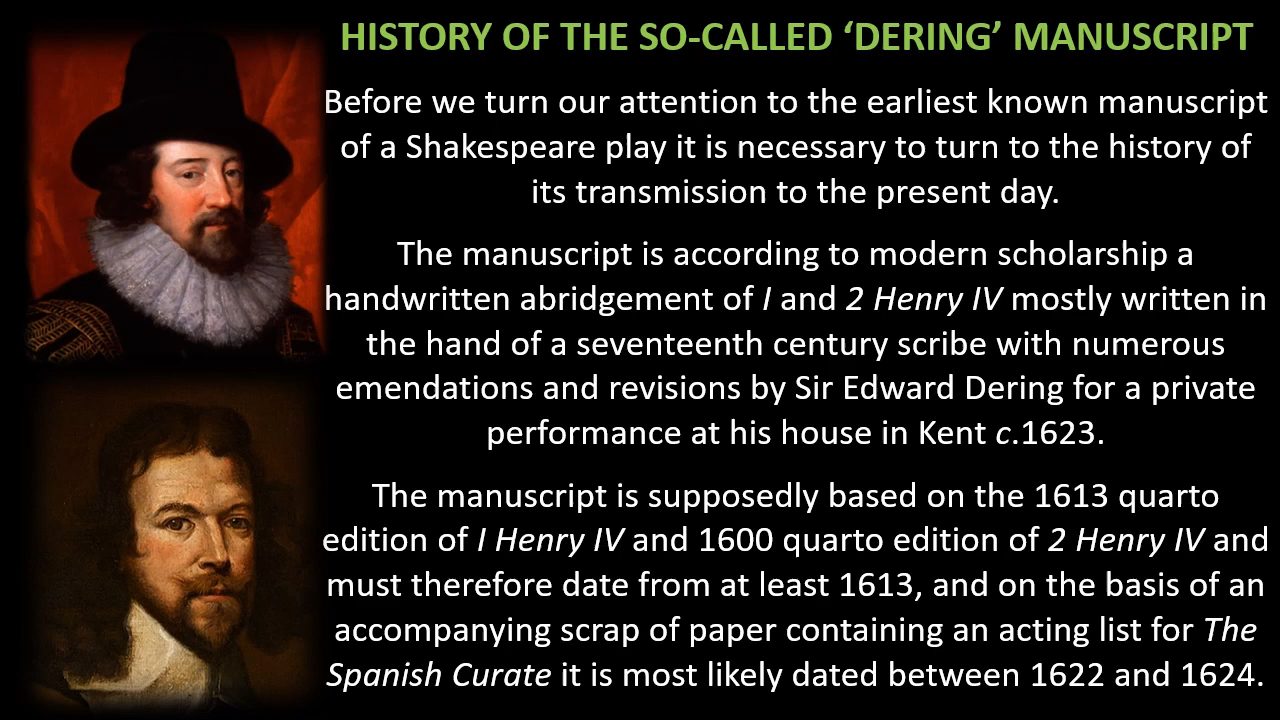 HISTORY OF THE SO-CALLED ‘DERING’ MANUSCRIPT
Before we turn our attention to the earliest known manuscript
of a Shakespeare play it is necessary to turn to the history of
its transmission to the present day.
The manuscript is according to modern scholarship a
handwritten abridgement of I and 2 Henry IV mostly written in
the hand of a seventeenth century scribe with numerous
emendations and revisions by Sir Edward Dering for a private
performance at his house in Kent c.1623.
The manuscript is supposedly based on the 1613 quarto
edition of I Henry IV and 1600 quarto edition of 2 Henry IV and
must therefore date from at least 1613, and on the basis of an
accompanying scrap of paper containing an acting list for The
Spanish Curate it is most likely dated between 1622 and 1624.